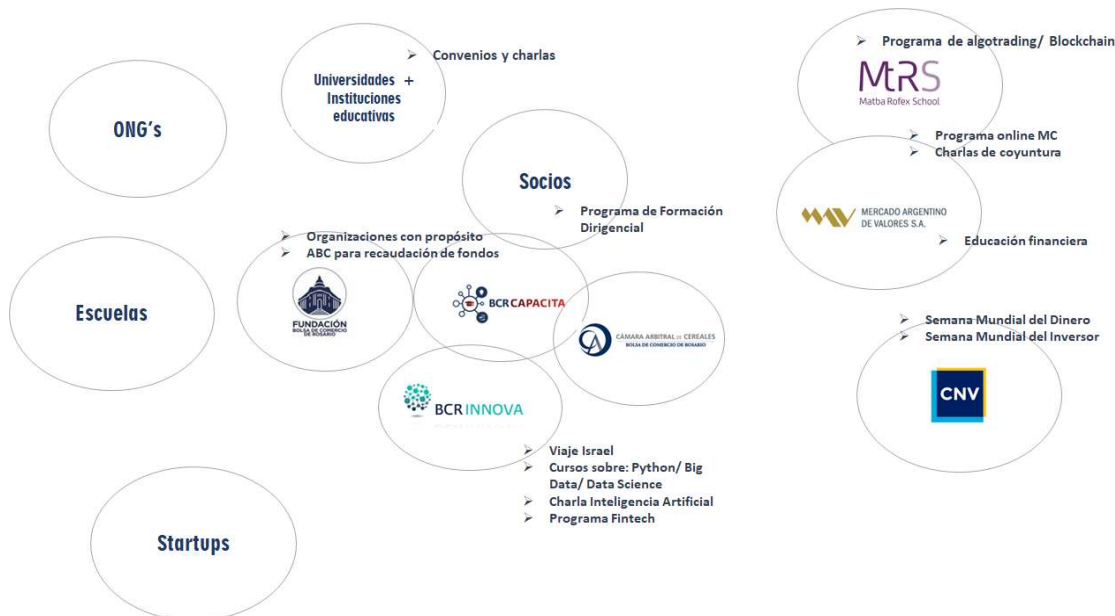 Convenios y charlas
Universidades +
Instituciones
educativas
Programa de algotrading/ Blockchain
MtRS
Matba Rofex School
ONG's
Programa online MC
Charlas de coyuntura
Socios
Programa de Formación
Dirigencial
MERCADO ARGENTINO
DE VALORES S.A.
Educación financiera
Organizaciones con propósito
ABC para recaudación de fondos
FUNDACIÓN
BOLSA DE COMERCIO
DE ROSARIO
BCR CAPACITA
CÁMARA ARBITRAL DE CEREALES
BOLSA DE COMERCIO DE ROSARIO
Escuelas
Semana Mundial del Dinero
Semana Mundial del Inversor
CNV
BCR INNOVA
Viaje Israel
Cursos sobre: Python/ Big
Data/ Data Science
Charla Inteligencia Artificial
Programa Fintech
Startups